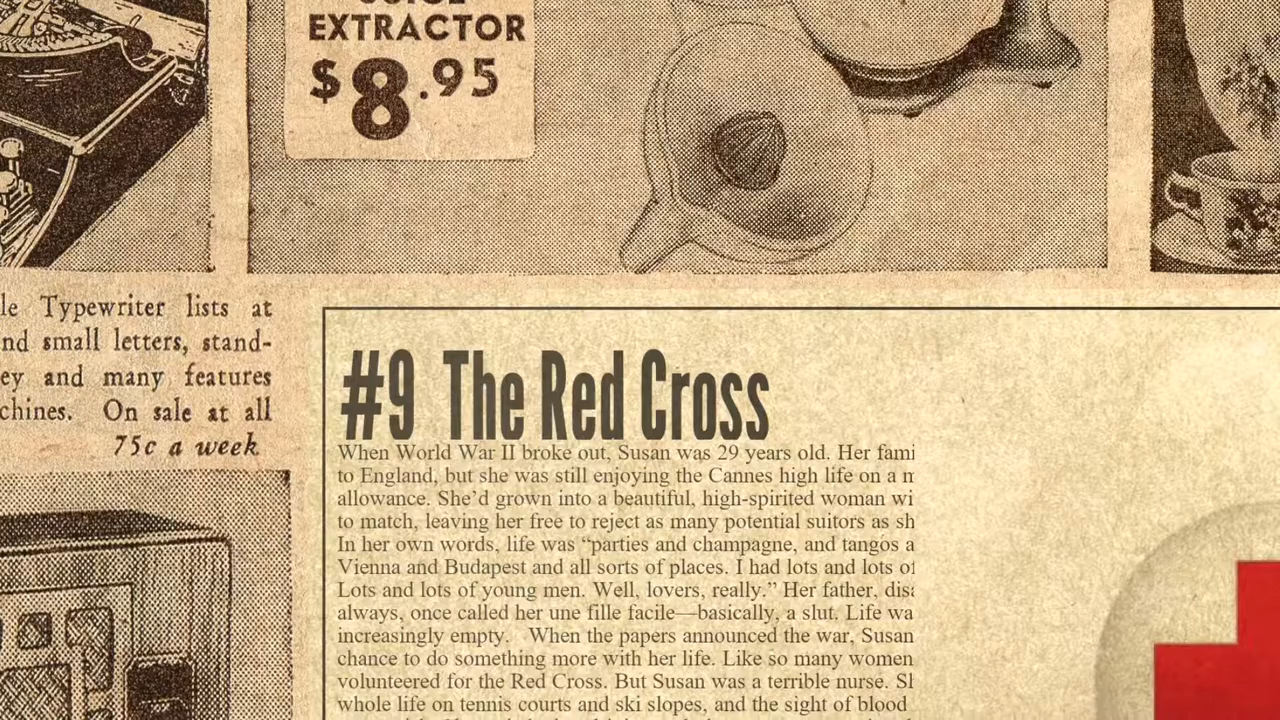 EXTRACTOR
$8.95
le Typewriter lists at
nd small letters, stand-
ey and many features
chines. On sale at all
75c a week
#9 The Red Cross
When World War II broke out, Susan was 29 years old. Her fami
to England, but she was still enjoying the Cannes high life on a m
allowance. She’d grown into a beautiful, high-spirited woman wi
to match, leaving her free to reject as many potential suitors as sh
In her own words, life was “parties and champagne, and tangos a
Vienna and Budapest and all sorts of places. I had lots and lots of
Lots and lots of young men. Well, lovers, really.” Her father, disa
always, once called her une fille facile—basically, a slut. Life wa
increasingly empty. When the papers announced the war, Susan
chance to do something more with her life. Like so many women
volunteered for the Red Cross. But Susan was a terrible nurse. Sh
whole life on tennis courts and ski slopes, and the sight of blood